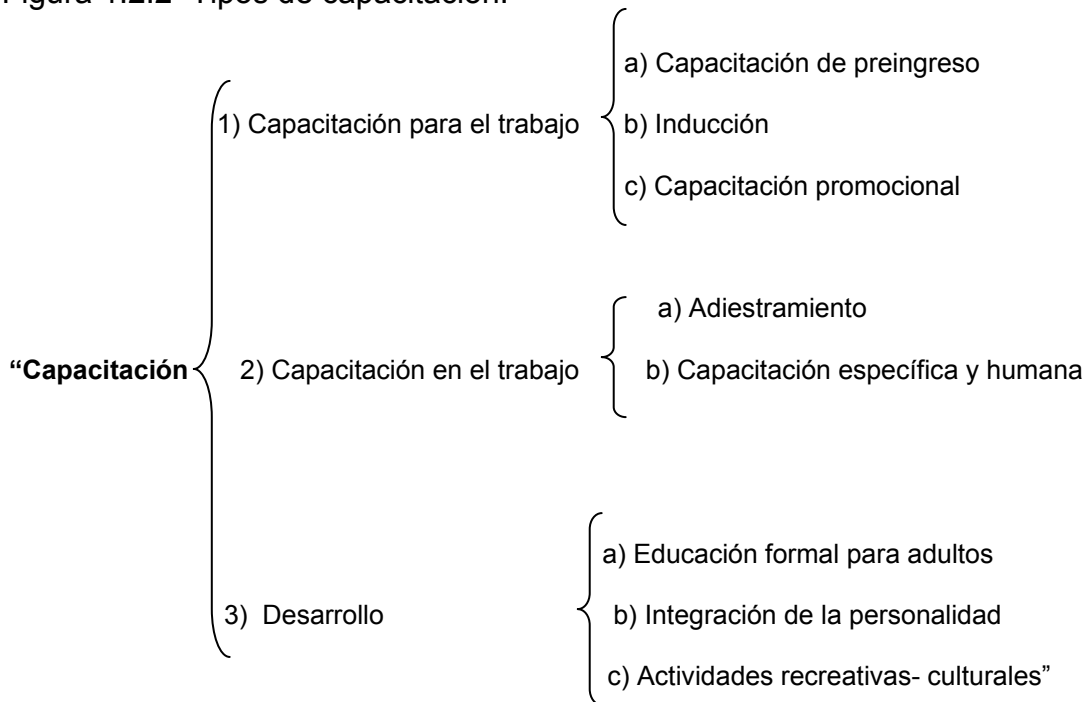 Figura 1.2.2 Tipos de capacitación.
a) Capacitación de preingreso
1) Capacitación para el trabajo
b) Inducción
c) Capacitación promocional
a) Adiestramiento
“Capacitación
2) Capacitación en el trabajo
b) Capacitación específica y humana
a) Educación formal para adultos
3) Desarrollo
b) Integración de la personalidad
c) Actividades recreativas- culturales”